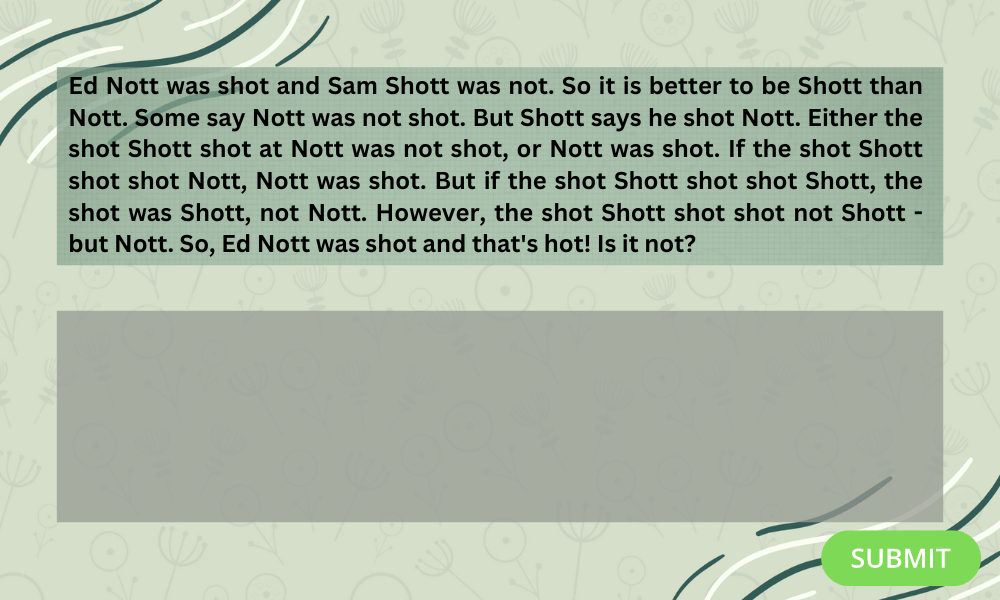 Ed Nott was shot and Sam Shott was not. So it is better to be Shott than
Nott. Some say Nott was not shot. But Shott says he shot Nott. Either the
shot Shott shot at Nott was not shot, or Nott was shot. If the shot Shott
shot shot Nott, Nott was shot. But if the shot Shott shot shot Shott, the
shot was Shott, not Nott. However, the shot Shott shot shot not Shott -
but Nott. So, Ed Nott was shot and that's hot! Is it not?
SUBMIT